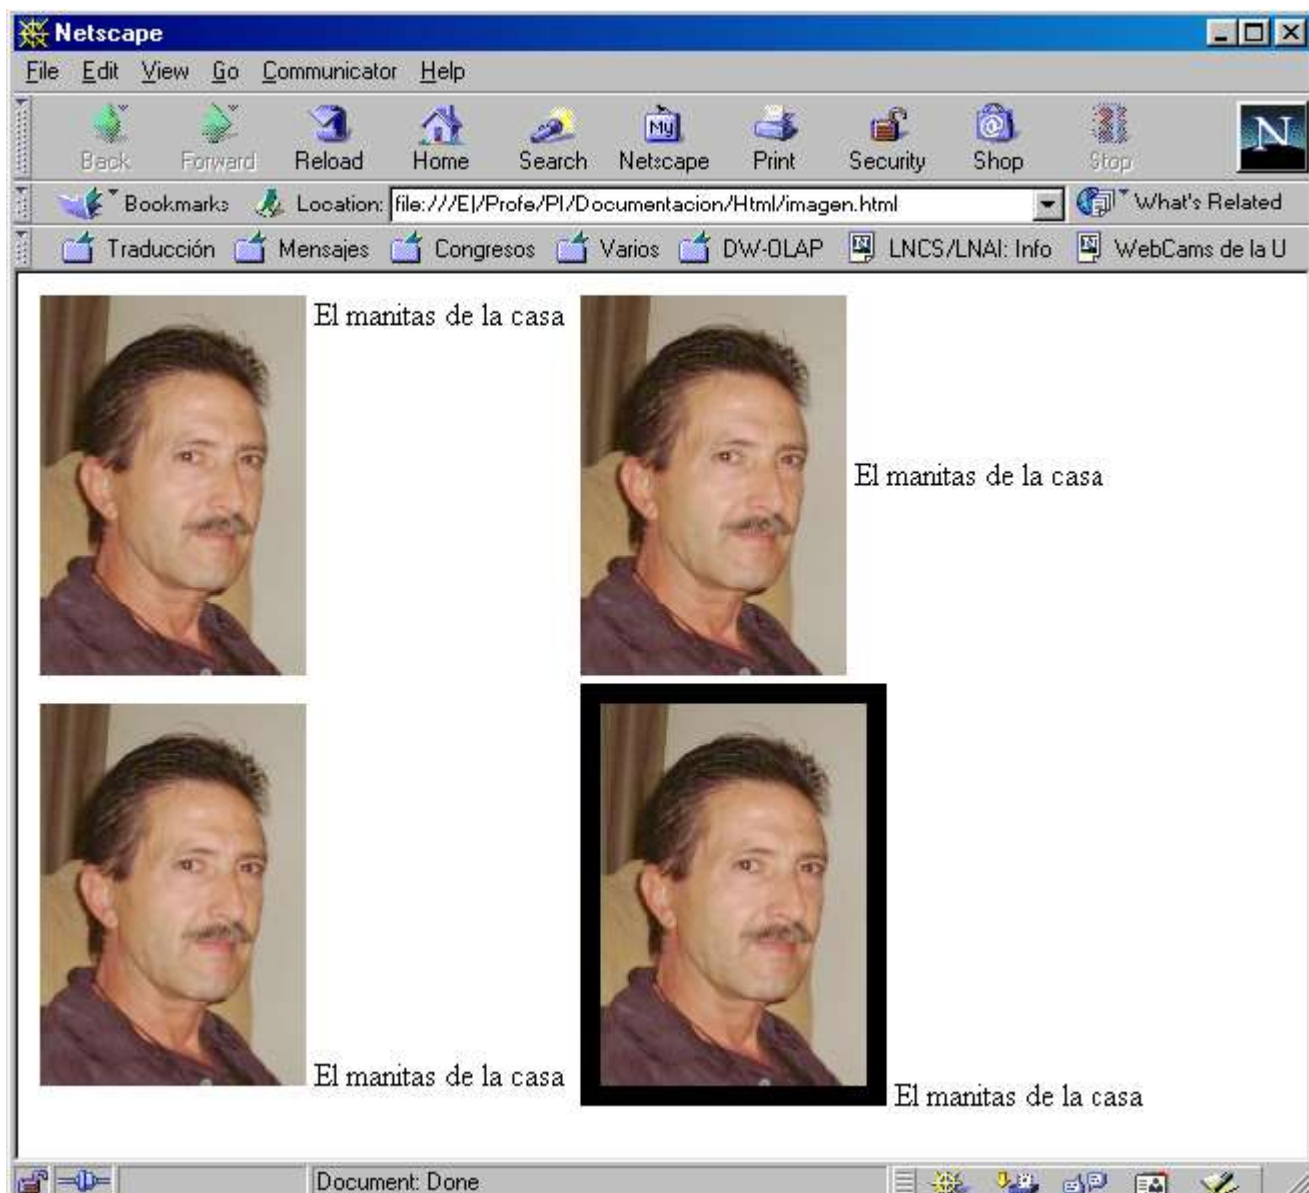 Netscape
File Edit View Go Communicator Help
My
N
Back Forward Reload Home Search Netscape Print Security Shop Stop
Bookmarks Location: file:///E|/Profe/PI/Documentacion/Html/imagen.html What's Related
Traducción Mensajes Congresos Varios DW-OLAP LNCS/LNAI: Info WebCams de la U
El manitas de la casa
El manitas de la casa
El manitas de la casa
El manitas de la casa
Document: Done